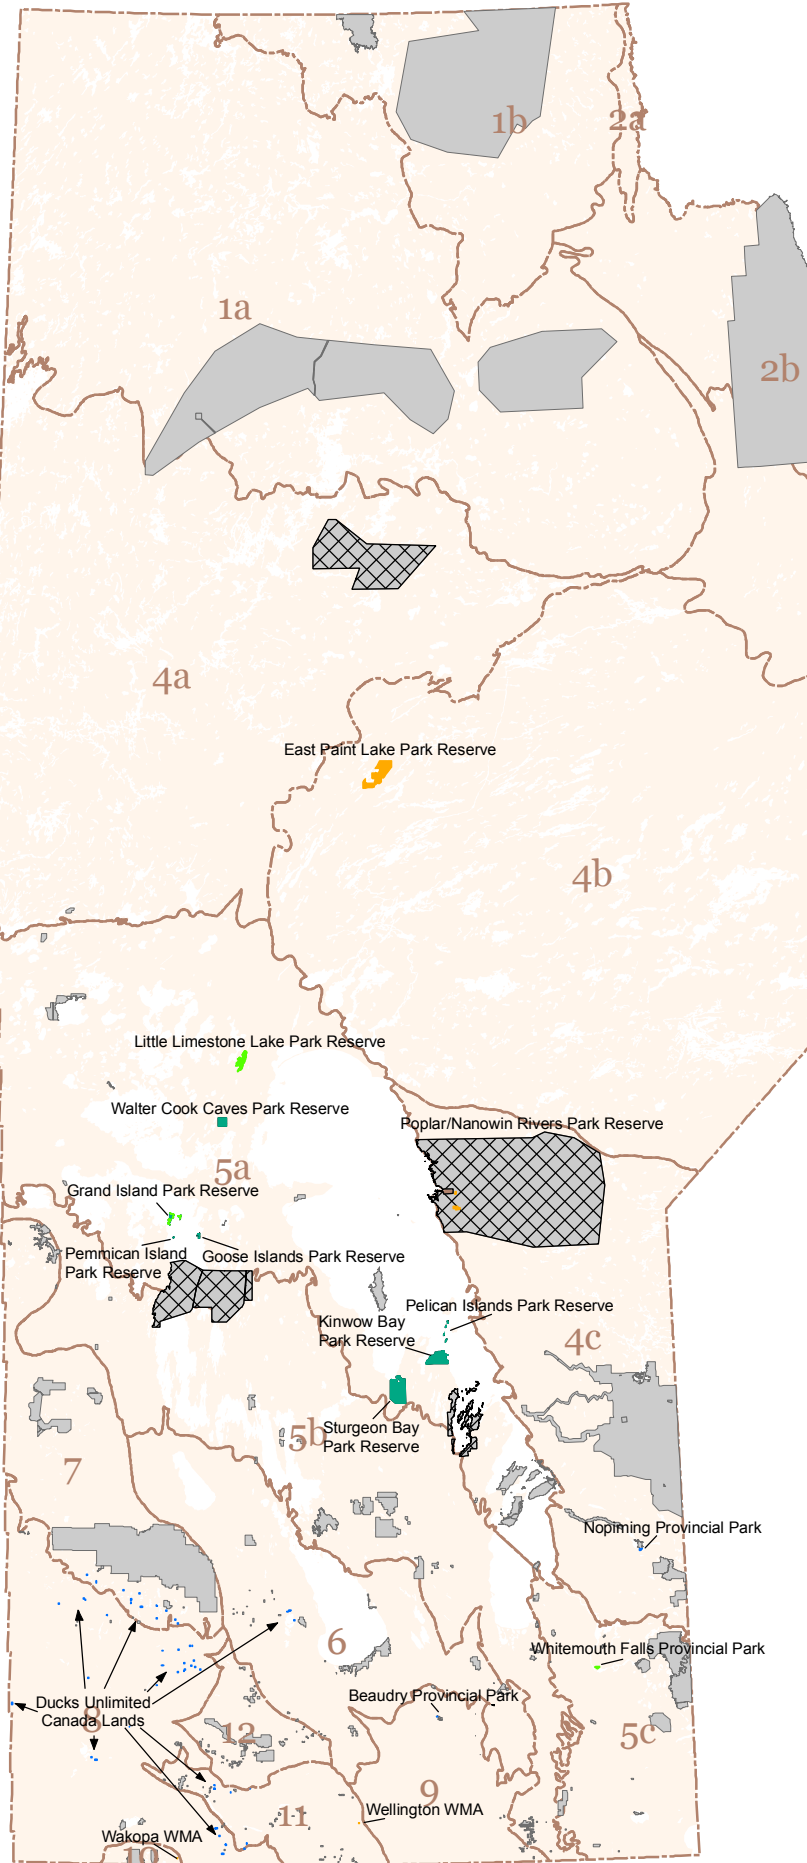 1b
2a
1a
2b
4a
East Paint Lake Park Reserve
4b
Little Limestone Lake Park Reserve
Walter Cook Caves Park Reserve
Poplar/Nanowin Rivers Park Reserve
5a
Grand Island Park Reserve
Pemmican Island
Park Reserve
Goose Islands Park Reserve
Pelican Islands Park Reserve
Kinwow Bay
Park Reserve
4c
Sturgeon Bay
Park Reserve
5b
7
Nopiming Provincial Park
6
Whitemouth Falls Provincial Park
Beaudry Provincial Park
Ducks Unlimited
Canada Lands
8
12
5c
9
Wellington WMA
11
Wakopa WMA
10